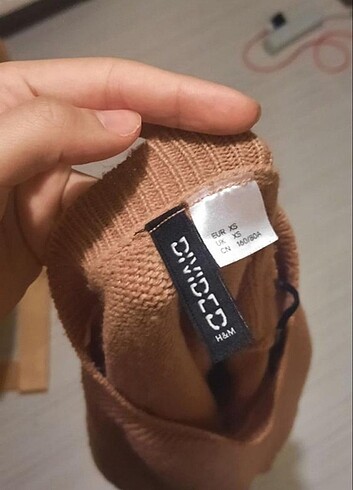 DIVIDED
H&M
EUR XS
UK XS
CN 160/80A